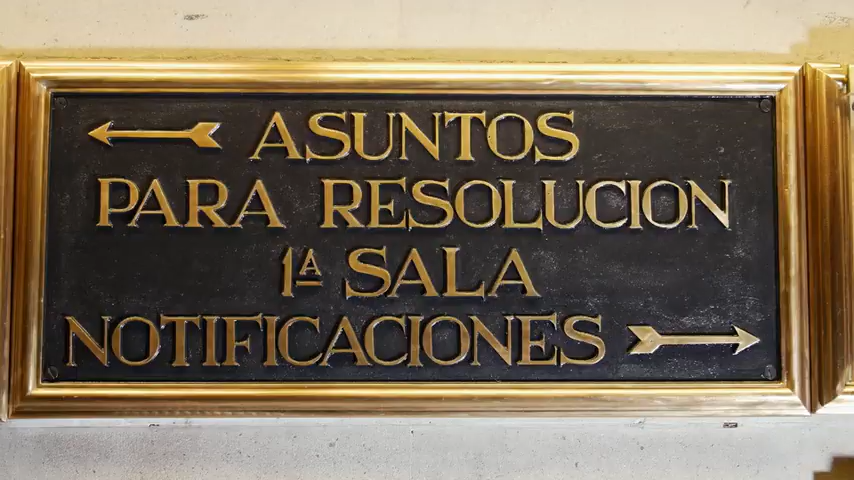 ASUNTOS
PARA RESOLUCION
1ª SALA
NOTIFICACIONES